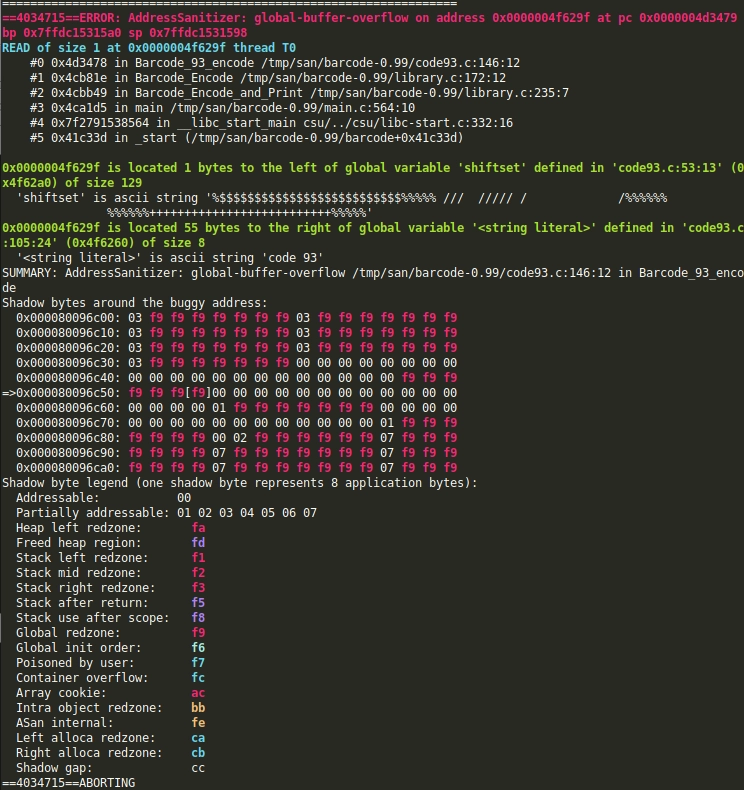 =================================================================
==4034715==ERROR: AddressSanitizer: global-buffer-overflow on address 0x0000004f629f at pc 0x0000004d3479
bp 0x7ffdc15315a0 sp 0x7ffdc1531598
READ of size 1 at 0x0000004f629f thread T0
    #0 0x4d3478 in Barcode_93_encode /tmp/san/barcode-0.99/code93.c:146:12
    #1 0x4cb81e in Barcode_Encode /tmp/san/barcode-0.99/library.c:172:12
    #2 0x4cbb49 in Barcode_Encode_and_Print /tmp/san/barcode-0.99/library.c:235:7
    #3 0x4ca1d5 in main /tmp/san/barcode-0.99/main.c:564:10
    #4 0x7f2791538564 in __libc_start_main csu/../csu/libc-start.c:332:16
    #5 0x41c33d in _start (/tmp/san/barcode-0.99/barcode+0x41c33d)

0x0000004f629f is located 1 bytes to the left of global variable 'shiftset' defined in 'code93.c:53:13' (0
x4f62a0) of size 129
  'shiftset' is ascii string '%$$$$$$$$$$$$$$$$$$$$$$$$$$%%%%% ///  ///// /             /%%%%%%
               %%%%%%++++++++++++++++++++++++++%%%%%'
0x0000004f629f is located 55 bytes to the right of global variable '<string literal>' defined in 'code93.c
:105:24' (0x4f6260) of size 8
  '<string literal>' is ascii string 'code 93'
SUMMARY: AddressSanitizer: global-buffer-overflow /tmp/san/barcode-0.99/code93.c:146:12 in Barcode_93_enco
de
Shadow bytes around the buggy address:
  0x000080096c00: 03 f9 f9 f9 f9 f9 f9 f9 03 f9 f9 f9 f9 f9 f9 f9
  0x000080096c10: 03 f9 f9 f9 f9 f9 f9 f9 03 f9 f9 f9 f9 f9 f9 f9
  0x000080096c20: 03 f9 f9 f9 f9 f9 f9 f9 03 f9 f9 f9 f9 f9 f9 f9
  0x000080096c30: 03 f9 f9 f9 f9 f9 f9 f9 00 00 00 00 00 00 00 00
  0x000080096c40: 00 00 00 00 00 00 00 00 00 00 00 00 00 f9 f9 f9
=>0x000080096c50: f9 f9 f9[f9]00 00 00 00 00 00 00 00 00 00 00 00
  0x000080096c60: 00 00 00 00 01 f9 f9 f9 f9 f9 f9 f9 00 00 00 00
  0x000080096c70: 00 00 00 00 00 00 00 00 00 00 00 00 01 f9 f9 f9
  0x000080096c80: f9 f9 f9 f9 00 02 f9 f9 f9 f9 f9 f9 07 f9 f9 f9
  0x000080096c90: f9 f9 f9 f9 07 f9 f9 f9 f9 f9 f9 f9 07 f9 f9 f9
  0x000080096ca0: f9 f9 f9 f9 07 f9 f9 f9 f9 f9 f9 f9 07 f9 f9 f9
Shadow byte legend (one shadow byte represents 8 application bytes):
  Addressable:           00
  Partially addressable: 01 02 03 04 05 06 07
  Heap left redzone:       fa
  Freed heap region:       fd
  Stack left redzone:      f1
  Stack mid redzone:       f2
  Stack right redzone:     f3
  Stack after return:      f5
  Stack use after scope:   f8
  Global redzone:          f9
  Global init order:       f6
  Poisoned by user:        f7
  Container overflow:      fc
  Array cookie:            ac
  Intra object redzone:    bb
  ASan internal:           fe
  Left alloca redzone:     ca
  Right alloca redzone:    cb
  Shadow gap:              cc
==4034715==ABORTING